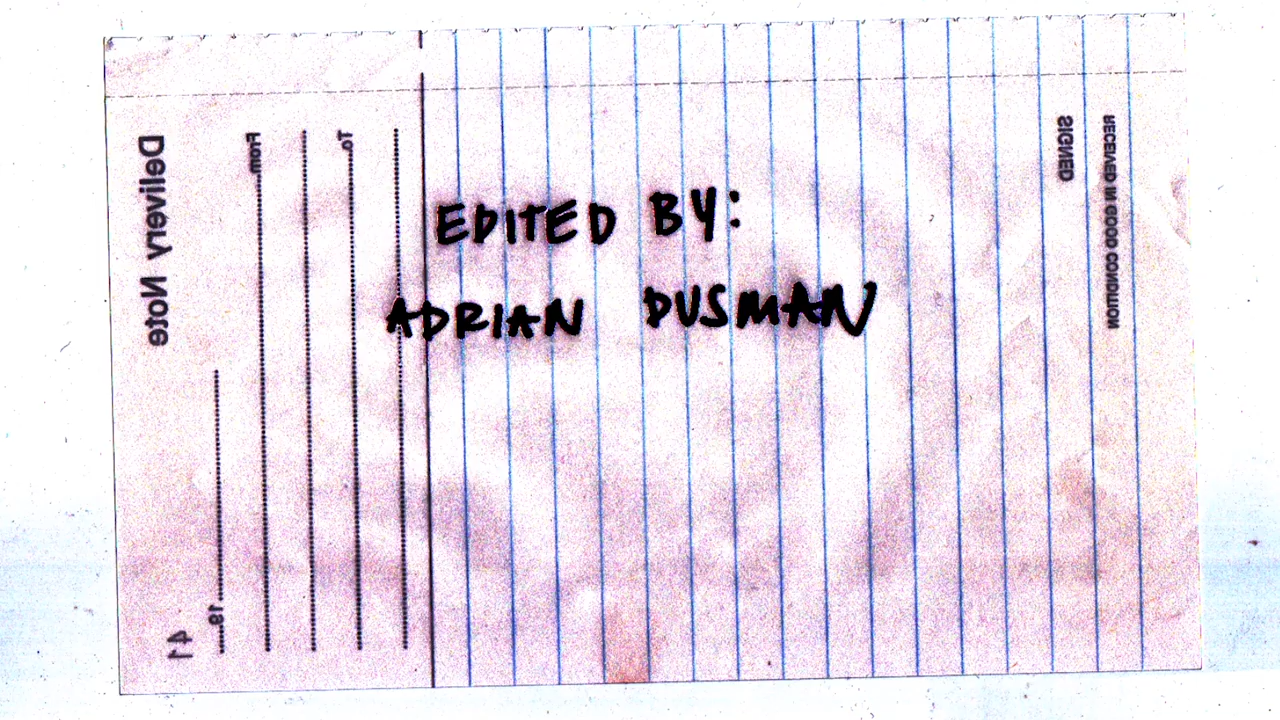 EDITED BY:
ADRIAN DUSMAN
Delivery Note
From
To
19
41
SIGNED
RECEIVED IN GOOD CONDITION